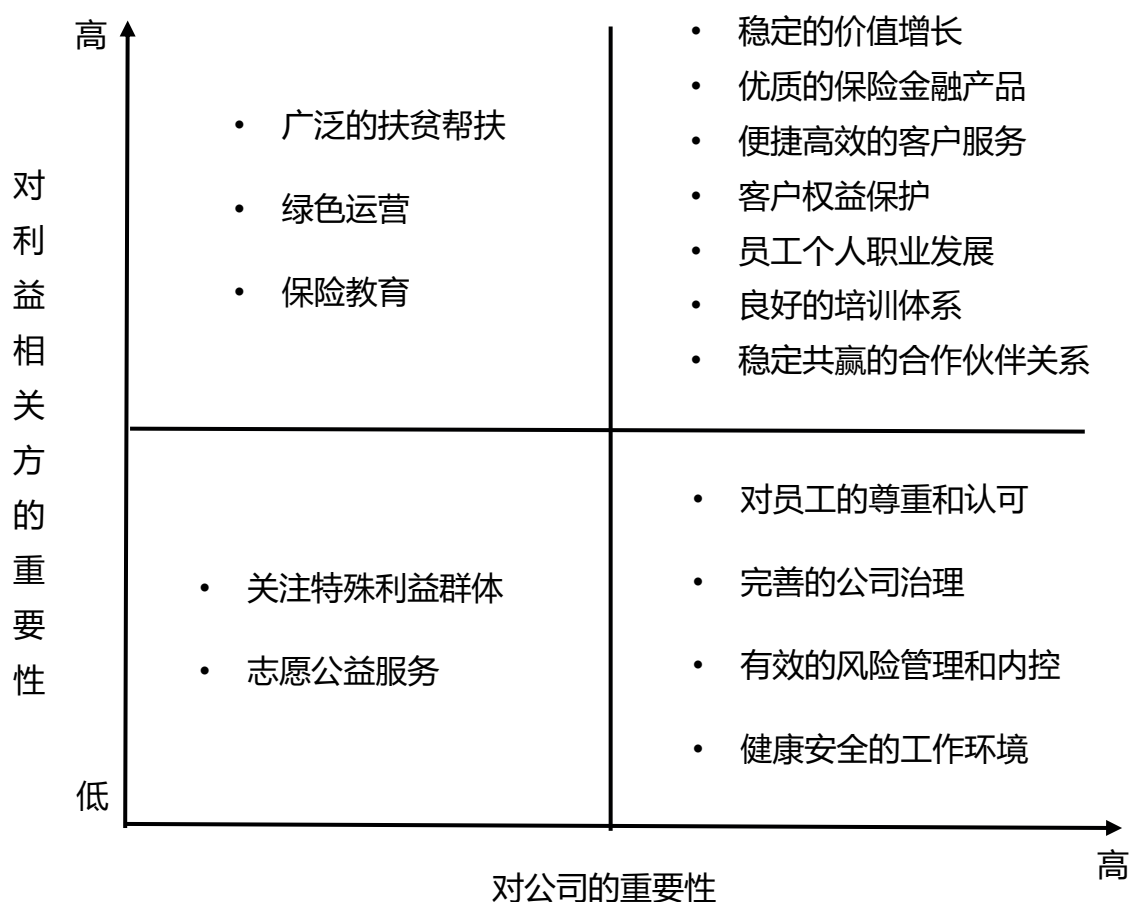 高
对利益相关方的重要性
低
• 广泛的扶贫帮扶
• 绿色运营
• 保险教育
• 稳定的价值增长
• 优质的保险金融产品
• 便捷高效的客户服务
• 客户权益保护
• 员工个人职业发展
• 良好的培训体系
• 稳定共赢的合作伙伴关系
• 关注特殊利益群体
• 志愿公益服务
• 对员工的尊重和认可
• 完善的公司治理
• 有效的风险管理和内控
• 健康安全的工作环境
高
对公司的重要性